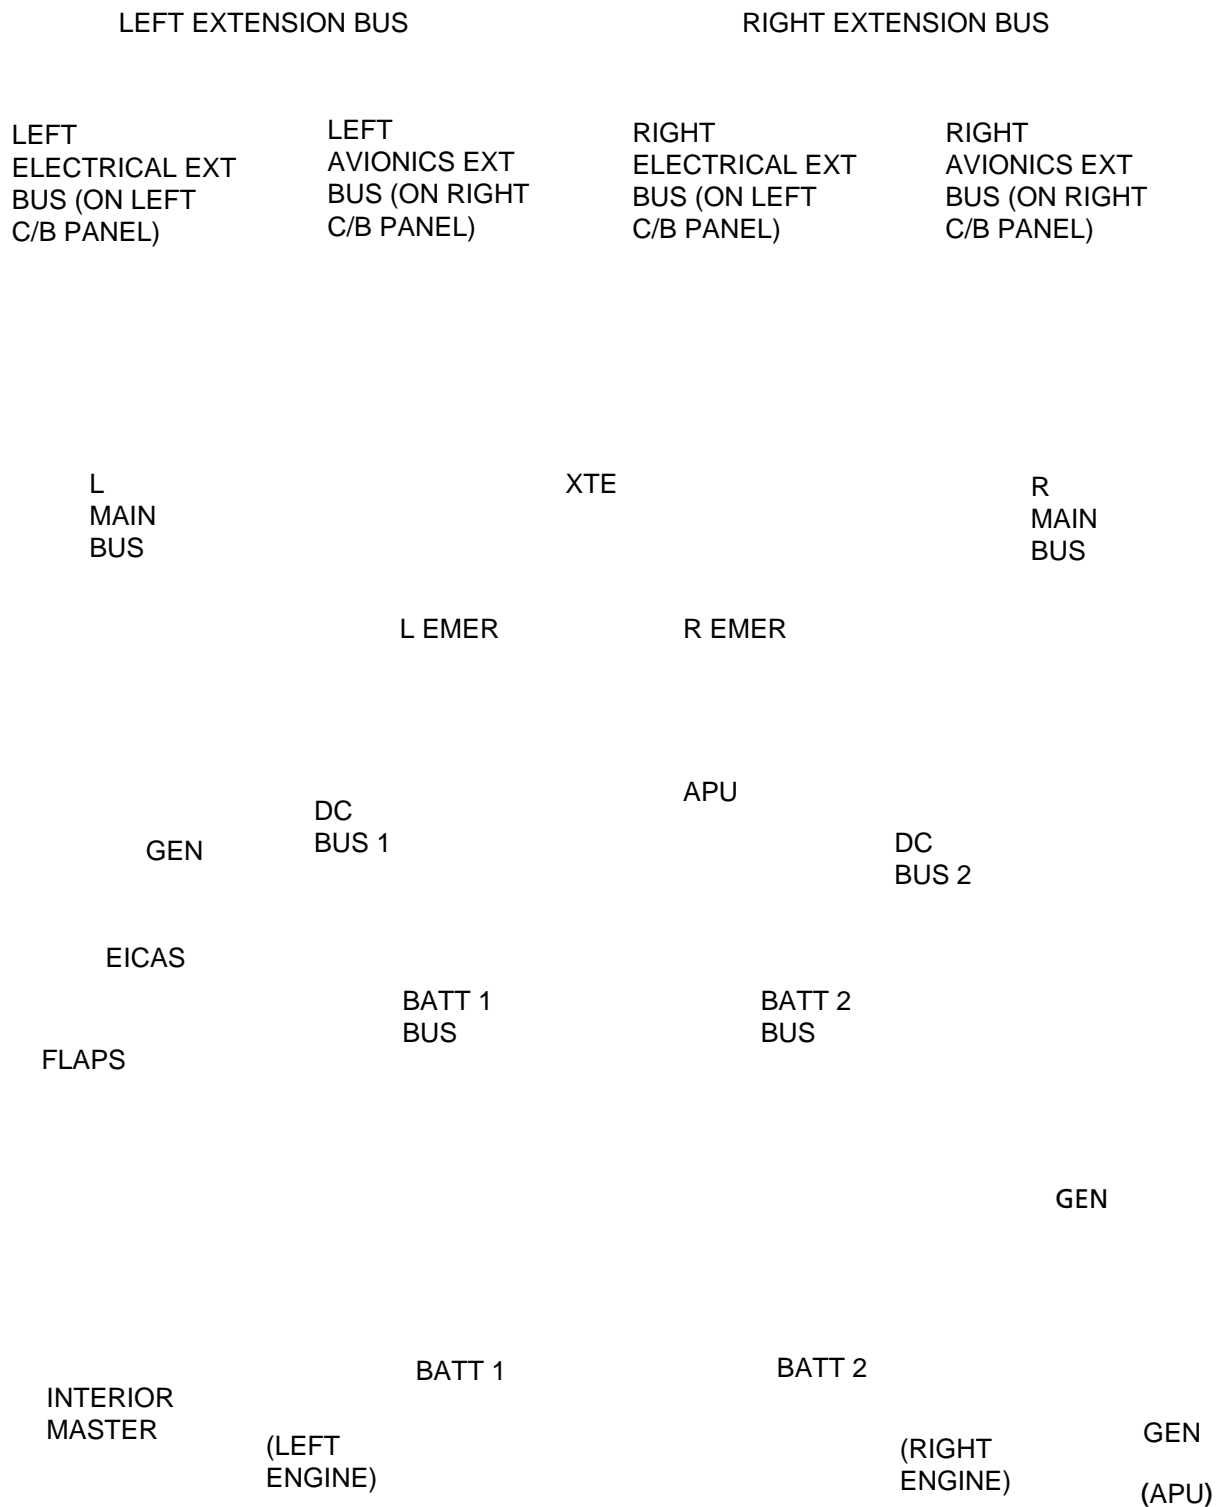 LEFT EXTENSION BUS
RIGHT EXTENSION BUS
LEFT
ELECTRICAL EXT
BUS (ON LEFT
C/B PANEL)
LEFT
AVIONICS EXT
BUS (ON RIGHT
C/B PANEL)
RIGHT
ELECTRICAL EXT
BUS (ON LEFT
C/B PANEL)
RIGHT
AVIONICS EXT
BUS (ON RIGHT
C/B PANEL)
L
MAIN
BUS
XTE
R
MAIN
BUS
L EMER
R EMER
APU
DC
BUS 1
GEN
DC
BUS 2
EICAS
BATT 1
BUS
BATT 2
BUS
FLAPS
GEN
BATT 1
BATT 2
INTERIOR
MASTER
(LEFT
ENGINE)
(RIGHT
ENGINE)
GEN
(APU)